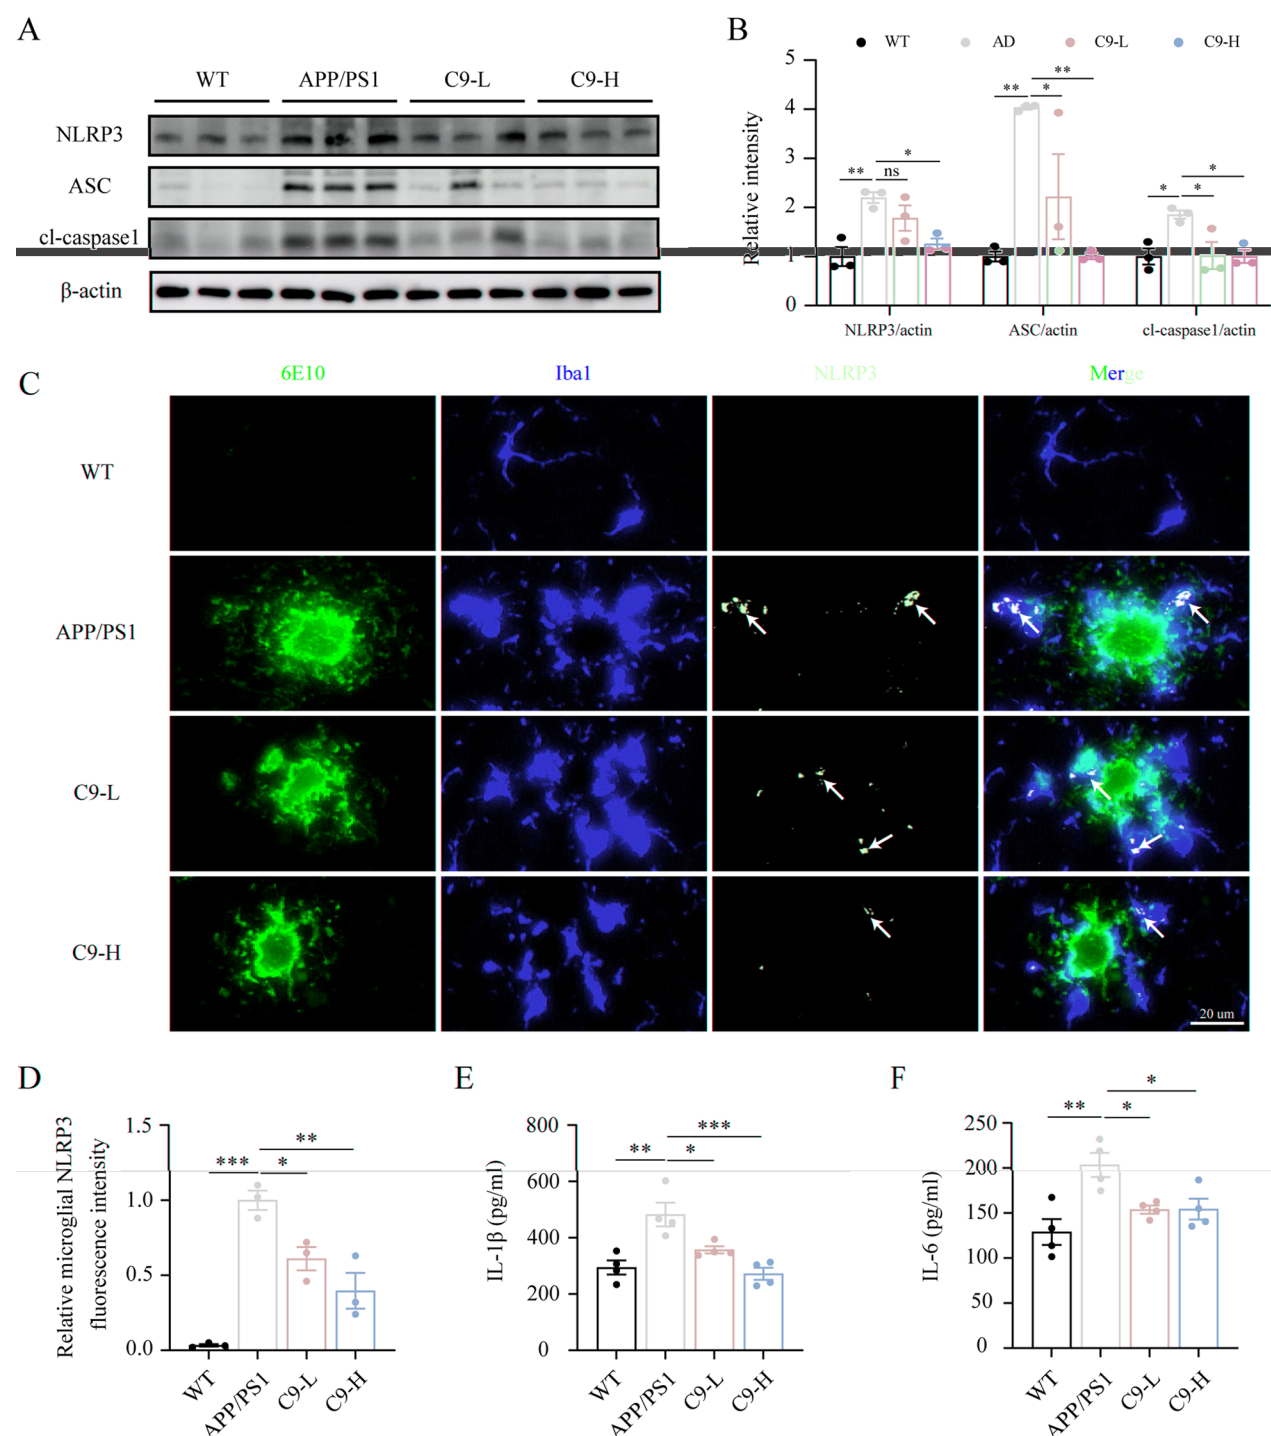 A
WT APP/PS1 C9-L C9-H
NLRP3
ASC
cl-caspase1
β-actin
B
WT AD C9-L C9-H
Relative intensity
5
4
3
2
1
0
** ns *
** * **
* * *
NLRP3/actin ASC/actin cl-caspase1/actin
C
6E10 Iba1 NLRP3 Merge
WT
APP/PS1
C9-L
C9-H
20 um
D
Relative microglial NLRP3
fluorescence intensity
1.5
1.0
0.5
0.0
**
*** *
WT APP/PS1 C9-L C9-H
E
IL-1β (pg/ml)
800
600
400
200
0
***
** *
WT APP/PS1 C9-L C9-H
F
IL-6 (pg/ml)
250
200
150
100
50
0
*
** *
WT APP/PS1 C9-L C9-H